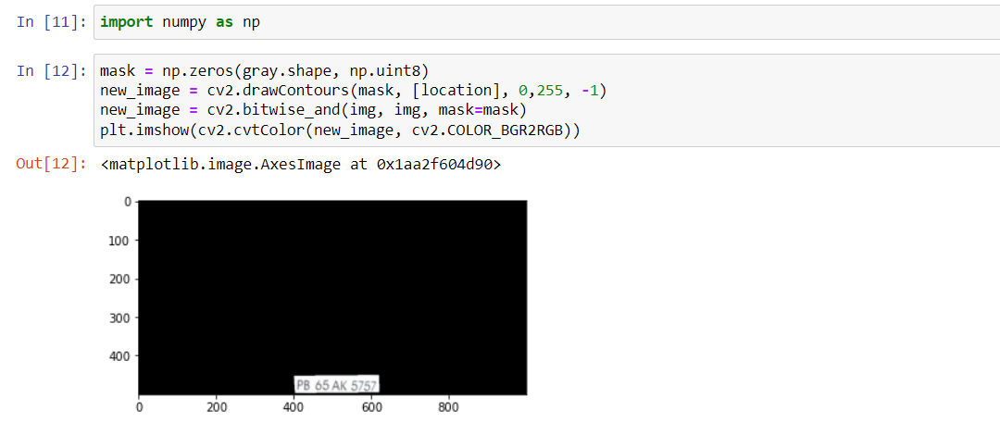 In [11]: import numpy as np
In [12]: mask = np.zeros(gray.shape, np.uint8)
new_image = cv2.drawContours(mask, [location], 0,255, -1)
new_image = cv2.bitwise_and(img, img, mask=mask)
plt.imshow(cv2.cvtColor(new_image, cv2.COLOR_BGR2RGB))
Out[12]: <matplotlib.image.AxesImage at 0x1aa2f604d90>
0
100
200
300
400
PB 65 AK 5757
0 200 400 600 800